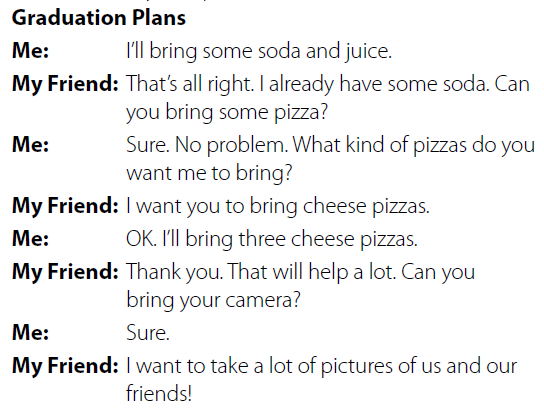 Graduation Plans
Me: I'll bring some soda and juice.
My Friend: That's all right. I already have some soda. Can
you bring some pizza?
Me: Sure. No problem. What kind of pizzas do you
want me to bring?
My Friend: I want you to bring cheese pizzas.
Me: OK. I'll bring three cheese pizzas.
My Friend: Thank you. That will help a lot. Can you
bring your camera?
Me: Sure.
My Friend: I want to take a lot of pictures of us and our
friends!